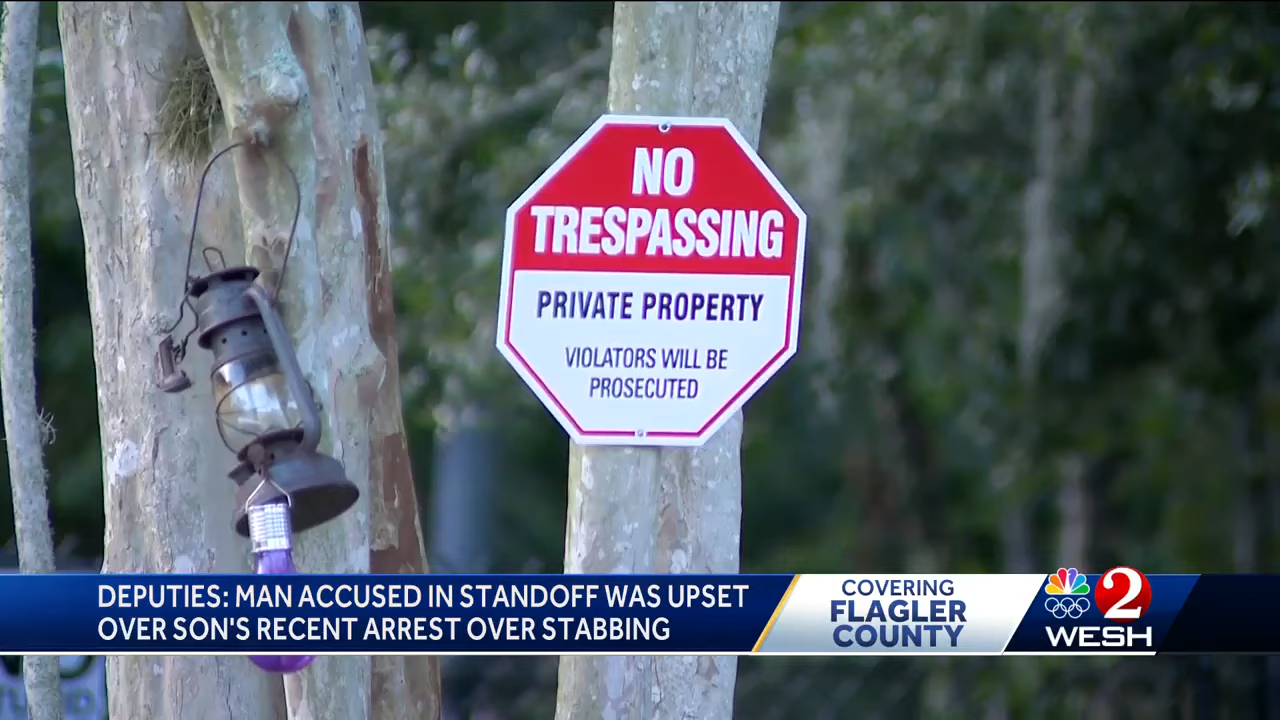 NO
TRESPASSING
PRIVATE PROPERTY
VIOLATORS WILL BE
PROSECUTED
DEPUTIES: MAN ACCUSED IN STANDOFF WAS UPSET
OVER SON'S RECENT ARREST OVER STABBING
COVERING
FLAGLER
COUNTY
2
WESH